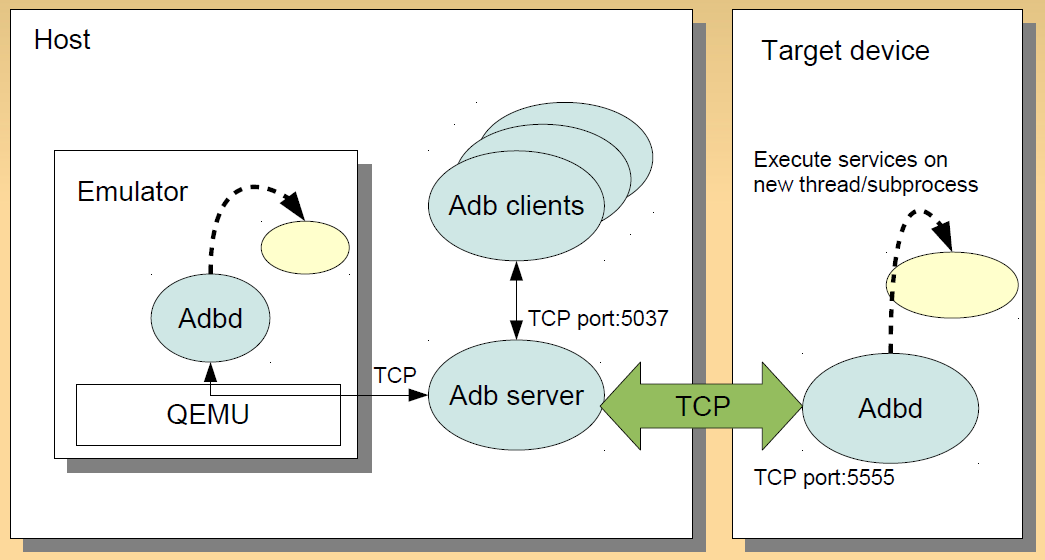 Host
Target device
Emulator
Adbd
QEMU
TCP
Adb clients
TCP port:5037
Adb server
TCP
Execute services on
new thread/subprocess
Adbd
TCP port:5555